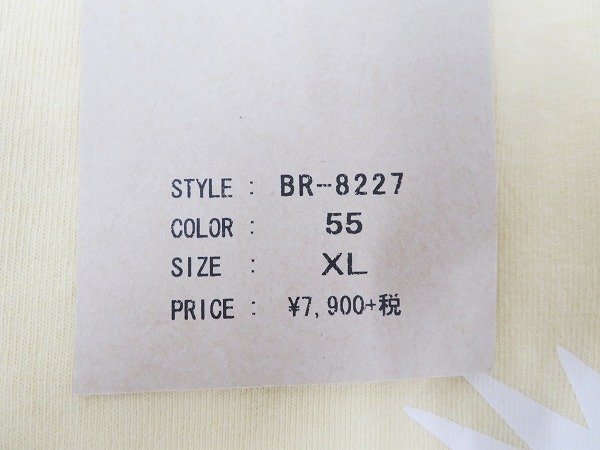 STYLE : BR-8227
COLOR : 55
SIZE : XL
PRICE : ¥7,900+税